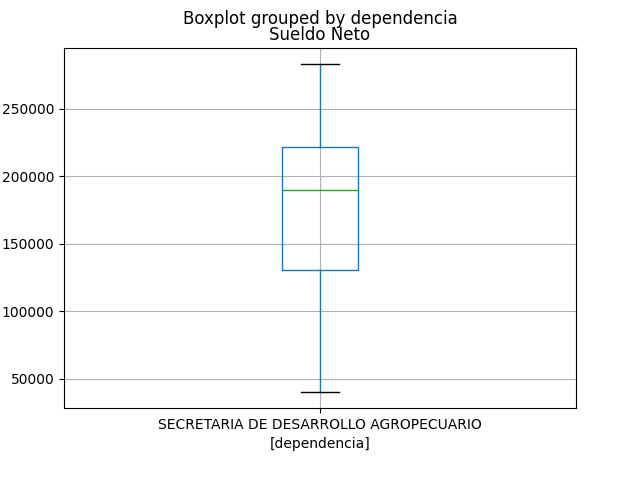 Boxplot grouped by dependencia
Sueldo Neto
250000
200000
150000
100000
50000
SECRETARIA DE DESARROLLO AGROPECUARIO
[dependencia]